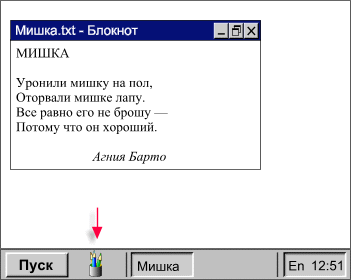 Мишка.txt - Блокнот
МИШКА
Уронили мишку на пол,
Оторвали мишке лапу.
Все равно его не брошу —
Потому что он хороший.
Агния Барто
Пуск
Мишка
En 12:51